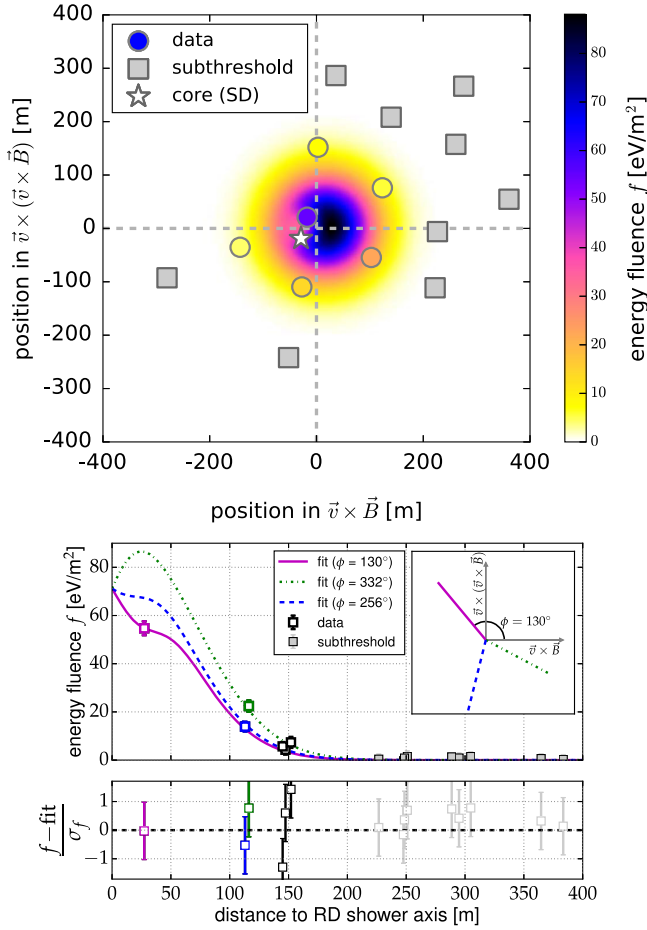 data
subthreshold
core (SD)
400
300
200
100
0
-100
-200
-300
-400
position in v⃗ × (v⃗ × B⃗) [m]
-400
-200
0
200
400
position in v⃗ × B⃗ [m]
80
70
60
50
40
30
20
10
0
energy fluence f [eV/m²]
80
60
40
20
0
energy fluence f [eV/m²]
fit (ϕ = 130°)
fit (ϕ = 332°)
fit (ϕ = 256°)
data
subthreshold
v⃗ × (v⃗ × B⃗)
ϕ = 130°
v⃗ × B⃗
f−fit
σf
1
0
−1
0
50
100
150
200
250
300
350
400
distance to RD shower axis [m]